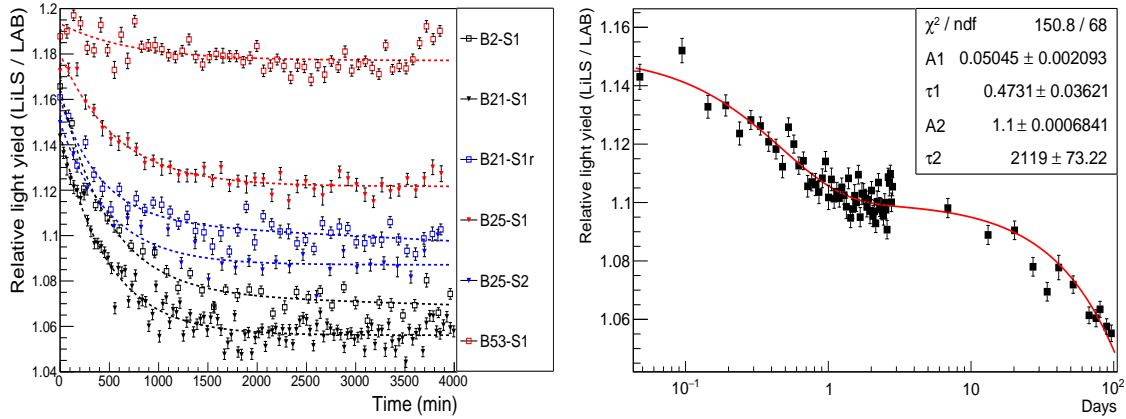 Relative light yield (LiLS / LAB)
1.2
1.18
1.16
1.14
1.12
1.1
1.08
1.06
1.04
0 500 1000 1500 2000 2500 3000 3500 4000
Time (min)
B2-S1
B21-S1
B21-S1r
B25-S1
B25-S2
B53-S1
Relative light yield (LiLS / LAB)
1.16
1.14
1.12
1.1
1.08
1.06
10⁻¹ 1 10 10²
Days
χ² / ndf 150.8 / 68
A1 0.05045 ± 0.002093
τ1 0.4731 ± 0.03621
A2 1.1 ± 0.0006841
τ2 2119 ± 73.22